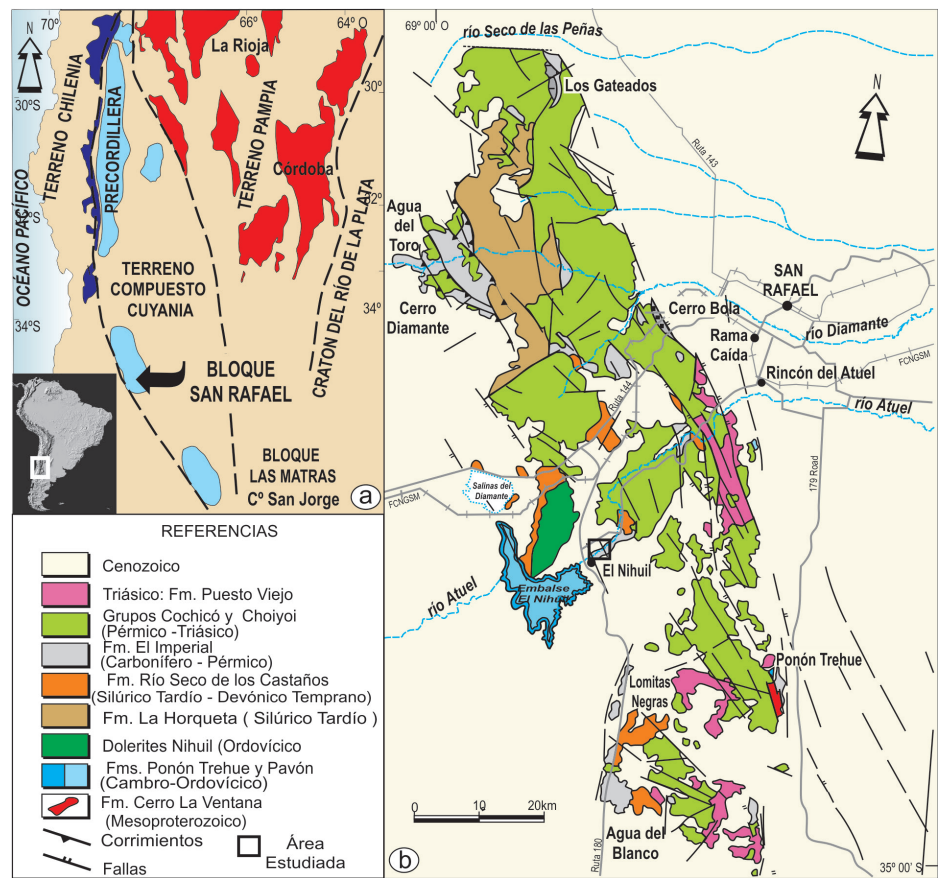 70°
66°
64° O
N
La Rioja
30°S
30°
TERRENO CHILENIA
PRECORDILLERA
TERRENO PAMPIA
Córdoba
OCÉANO PACÍFICO
32°S
32°
CRATON DEL RÍO DE LA PLATA
TERRENO
COMPUESTO
CUYANIA
34°S
34°
BLOQUE
SAN RAFAEL
BLOQUE
LAS MATRAS
Cº San Jorge
a
REFERENCIAS
Cenozoico
Triásico: Fm. Puesto Viejo
Grupos Cochicó y Choiyoi
(Pérmico -Triásico)
Fm. El Imperial
(Carbonífero - Pérmico)
Fm. Río Seco de los Castaños
(Silúrico Tardío - Devónico Temprano)
Fm. La Horqueta ( Silúrico Tardío )
Dolerites Nihuil (Ordovícico
Fms. Ponón Trehue y Pavón
(Cambro-Ordovícico)
Fm. Cerro La Ventana
(Mesoproterozoico)
Corrimientos
Fallas
Área
Estudiada
69° 00' O
río Seco de las Peñas
N
Los Gateados
Ruta 143
Agua
del
Toro
SAN
RAFAEL
Cerro
Diamante
Cerro Bola
río Diamante
Rama
Caída
FCNGSM
Rincón del Atuel
Ruta 144
río Atuel
Salinas del
Diamante
FCNGSM
179 Road
El Nihuil
Embalse
El Nihuil
río Atuel
Ponón Trehue
Lomitas
Negras
0
10
20km
Agua del
Blanco
Ruta 180
35°00' S
b